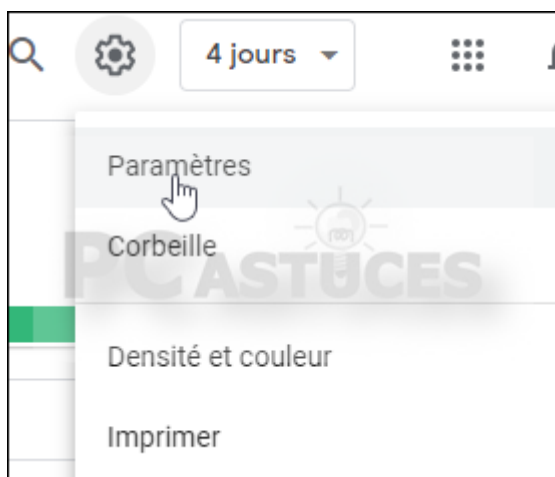 4 jours
Paramètres
Corbeille
PC ASTUCES
Densité et couleur
Imprimer